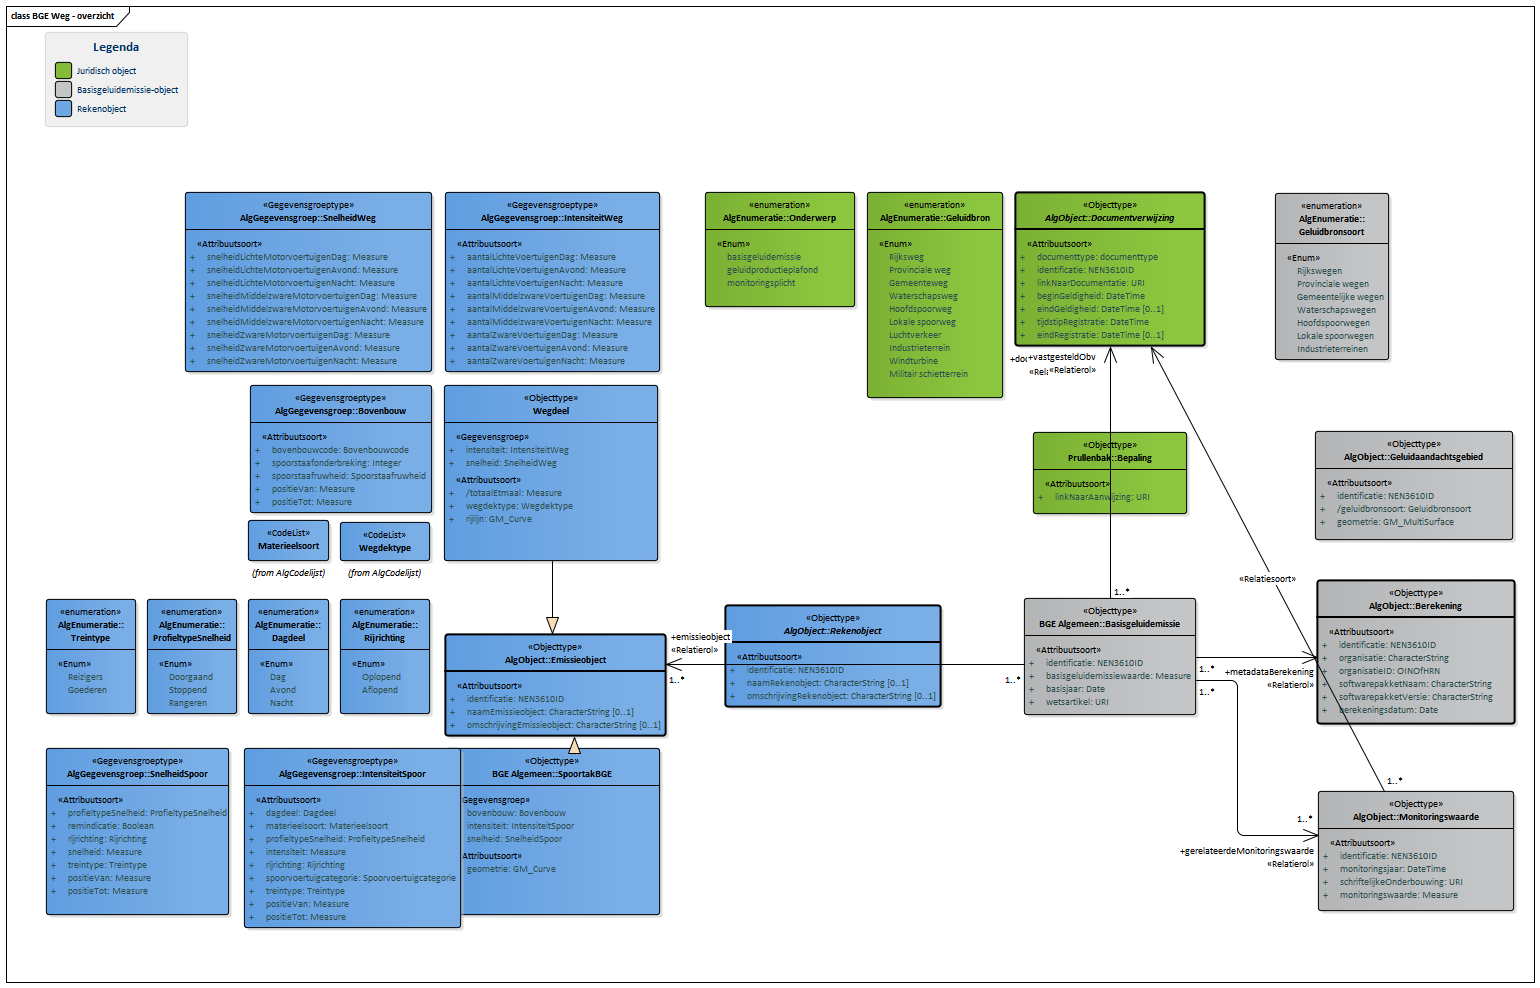 class BGE Weg - overzicht
Legenda
Juridisch object
Basisgeluidemissie-object
Rekenobject
«Gegevensgroeptype»
AlgGegevensgroep::SnelheidWeg
«Attribuutsoort»
+ snelheidLichteMotorvoertuigenDag: Measure
+ snelheidLichteMotorvoertuigenAvond: Measure
+ snelheidLichteMotorvoertuigenNacht: Measure
+ snelheidMiddelzwareMotorvoertuigenDag: Measure
+ snelheidMiddelzwareMotorvoertuigenAvond: Measure
+ snelheidMiddelzwareMotorvoertuigenNacht: Measure
+ snelheidZwareMotorvoertuigenDag: Measure
+ snelheidZwareMotorvoertuigenAvond: Measure
+ snelheidZwareMotorvoertuigenNacht: Measure
«Gegevensgroeptype»
AlgGegevensgroep::IntensiteitWeg
«Attribuutsoort»
+ aantalLichteVoertuigenDag: Measure
+ aantalLichteVoertuigenAvond: Measure
+ aantalLichteVoertuigenNacht: Measure
+ aantalMiddelzwareVoertuigenDag: Measure
+ aantalMiddelzwareVoertuigenAvond: Measure
+ aantalMiddelzwareVoertuigenNacht: Measure
+ aantalZwareVoertuigenDag: Measure
+ aantalZwareVoertuigenAvond: Measure
+ aantalZwareVoertuigenNacht: Measure
«enumeration»
AlgEnumeratie::Onderwerp
«Enum»
basisgeluidemissie
geluidproductieplafond
monitoringsplicht
«enumeration»
AlgEnumeratie::Geluidbron
«Enum»
Rijksweg
Provinciale weg
Gemeenteweg
Waterschapsweg
Hoofdspoorweg
Lokale spoorweg
Luchtverkeer
Industrieterrein
Windturbine
Militair schietterrein
«Objecttype»
AlgObject::Documentverwijzing
«Attribuutsoort»
+ documenttype: documenttype
+ identificatie: NEN3610ID
+ linkNaarDocumentatie: URI
+ beginGeldigheid: DateTime
+ eindGeldigheid: DateTime [0..1]
+ tijdstipRegistratie: DateTime
+ eindRegistratie: DateTime [0..1]
«enumeration»
AlgEnumeratie::
Geluidbronsoort
«Enum»
Rijkswegen
Provinciale wegen
Gemeentelijke wegen
Waterschapswegen
Hoofdspoorwegen
Lokale spoorwegen
Industrieterreinen
+vastgesteldObv
«Relatierol»
«Gegevensgroeptype»
AlgGegevensgroep::Bovenbouw
«Attribuutsoort»
+ bovenbouwcode: Bovenbouwcode
+ spoorstaafonderbreking: Integer
+ spoorstaafruwheid: Spoorstaafruwheid
+ positieVan: Measure
+ positieTot: Measure
«Objecttype»
Wegdeel
«Gegevensgroep»
+ intensiteit: IntensiteitWeg
+ snelheid: SnelheidWeg
«Attribuutsoort»
+ /totaalEtmaal: Measure
+ wegdektype: Wegdektype
+ rijlijn: GM_Curve
«Objecttype»
Prullenbak::Bepaling
«Attribuutsoort»
+ linkNaarAanwijzing: URI
«Objecttype»
AlgObject::Geluidaandachtsgebied
«Attribuutsoort»
+ identificatie: NEN3610ID
+ /geluidbronsoort: Geluidbronsoort
+ geometrie: GM_MultiSurface
«CodeList»
Materieelsoort
(from AlgCodelijst)
«CodeList»
Wegdektype
(from AlgCodelijst)
«Relatiesoort»
«enumeration»
AlgEnumeratie::
Treintype
«Enum»
Reizigers
Goederen
«enumeration»
AlgEnumeratie::
ProfieltypeSnelheid
«Enum»
Doorgaand
Stoppend
Rangeren
«enumeration»
AlgEnumeratie::
Dagdeel
«Enum»
Dag
Avond
Nacht
«enumeration»
AlgEnumeratie::
Rijrichting
«Enum»
Oplopend
Aflopend
«Objecttype»
AlgObject::Emissieobject
«Attribuutsoort»
+ identificatie: NEN3610ID
+ naamEmissieobject: CharacterString [0..1]
+ omschrijvingEmissieobject: CharacterString [0..1]
+emissieobject
«Relatierol»
1..*
«Objecttype»
AlgObject::Rekenobject
«Attribuutsoort»
+ identificatie: NEN3610ID
+ naamRekenobject: CharacterString [0..1]
+ omschrijvingRekenobject: CharacterString [0..1]
1..*
1..*
«Objecttype»
BGE Algemeen::Basisgeluidemissie
«Attribuutsoort»
+ identificatie: NEN3610ID
+ basisgeluidemissiewaarde: Measure
+ basisjaar: Date
+ wetsartikel: URI
1..*
+metadataBerekening
«Relatierol»
1..*
«Objecttype»
AlgObject::Berekening
«Attribuutsoort»
+ identificatie: NEN3610ID
+ organisatie: CharacterString
+ organisatieID: OINOfHRN
+ softwarepakketNaam: CharacterString
+ softwarepakketVersie: CharacterString
+ berekeningsdatum: Date
«Gegevensgroeptype»
AlgGegevensgroep::SnelheidSpoor
«Attribuutsoort»
+ profieltypeSnelheid: ProfieltypeSnelheid
+ remindicatie: Boolean
+ rijrichting: Rijrichting
+ snelheid: Measure
+ treintype: Treintype
+ positieVan: Measure
+ positieTot: Measure
«Gegevensgroeptype»
AlgGegevensgroep::IntensiteitSpoor
«Attribuutsoort»
+ dagdeel: Dagdeel
+ materieelsoort: Materieelsoort
+ profieltypeSnelheid: ProfieltypeSnelheid
+ intensiteit: Measure
+ rijrichting: Rijrichting
+ spoorvoertuigcategorie: Spoorvoertuigcategorie
+ treintype: Treintype
+ positieVan: Measure
+ positieTot: Measure
«Objecttype»
BGE Algemeen::SpoortakBGE
Gegevensgroep»
bovenbouw: Bovenbouw
intensiteit: IntensiteitSpoor
snelheid: SnelheidSpoor
Attribuutsoort»
geometrie: GM_Curve
1..*
1..*
+gerelateerdeMonitoringswaarde
«Relatierol»
«Objecttype»
AlgObject::Monitoringswaarde
«Attribuutsoort»
+ identificatie: NEN3610ID
+ monitoringsjaar: DateTime
+ schriftelijkeOnderbouwing: URI
+ monitoringswaarde: Measure